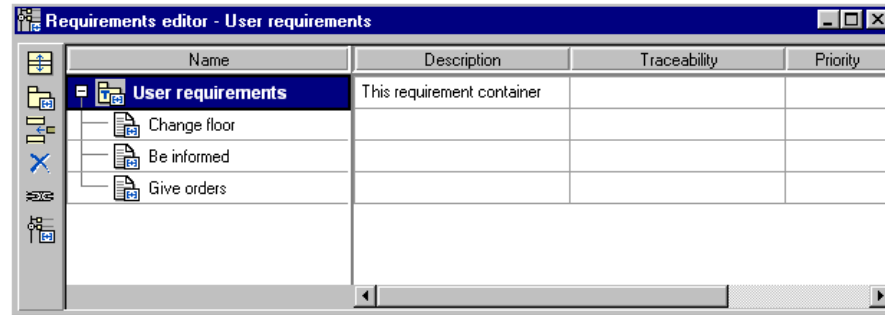 Requirements editor - User requirements
Name Description Traceability Priority
User requirements This requirement container
Change floor
Be informed
Give orders